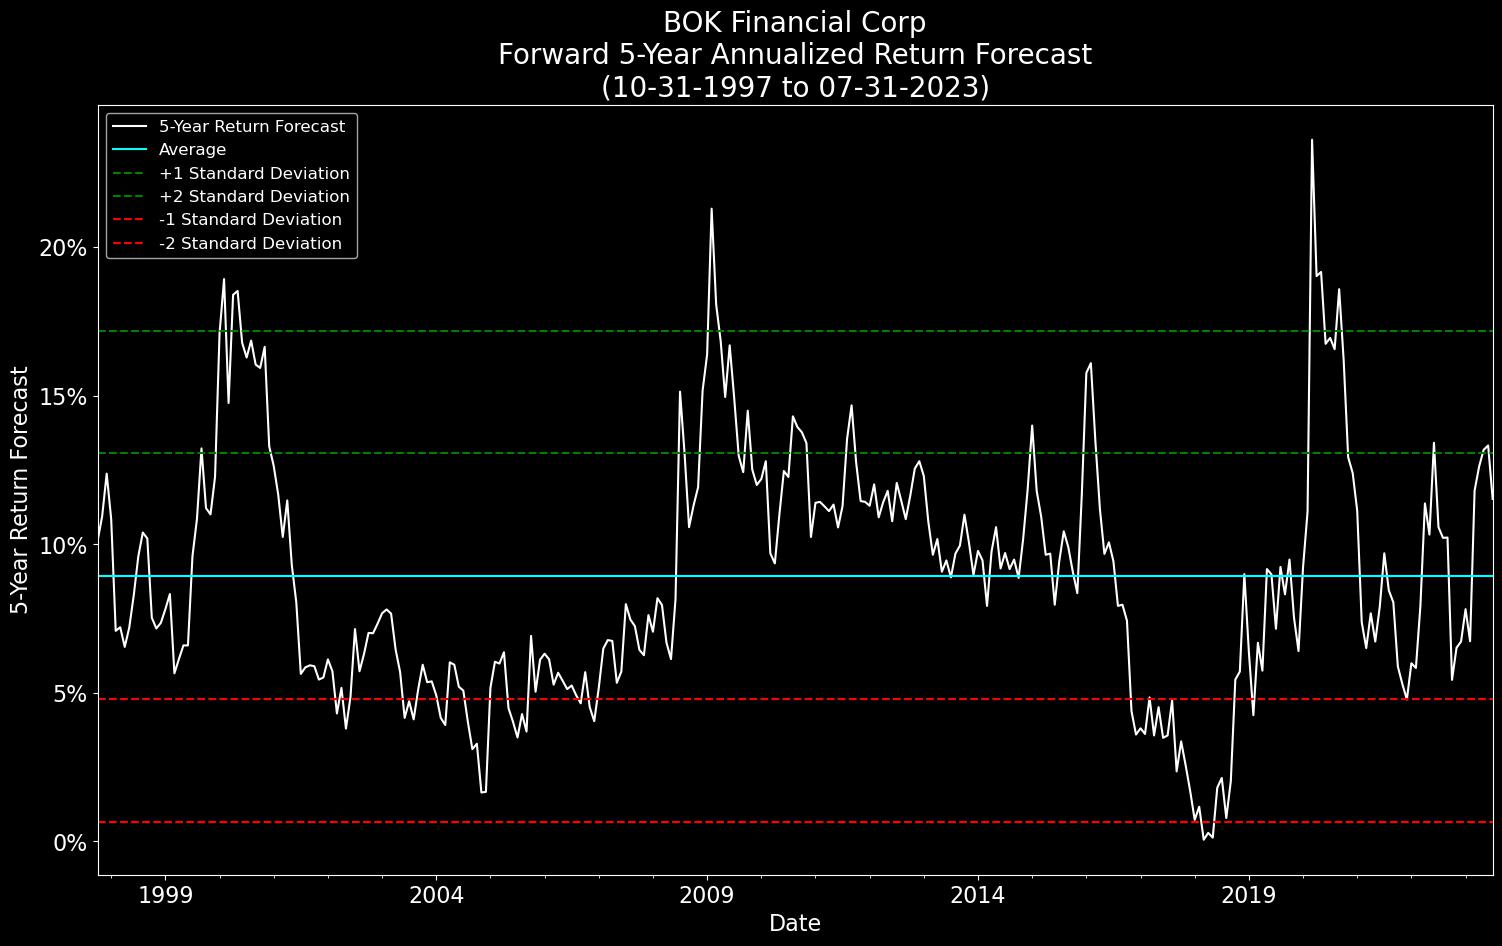 BOK Financial Corp
Forward 5-Year Annualized Return Forecast
(10-31-1997 to 07-31-2023)
5-Year Return Forecast
Average
+1 Standard Deviation
+2 Standard Deviation
-1 Standard Deviation
-2 Standard Deviation
5-Year Return Forecast
20%
15%
10%
5%
0%
1999
2004
2009
2014
2019
Date